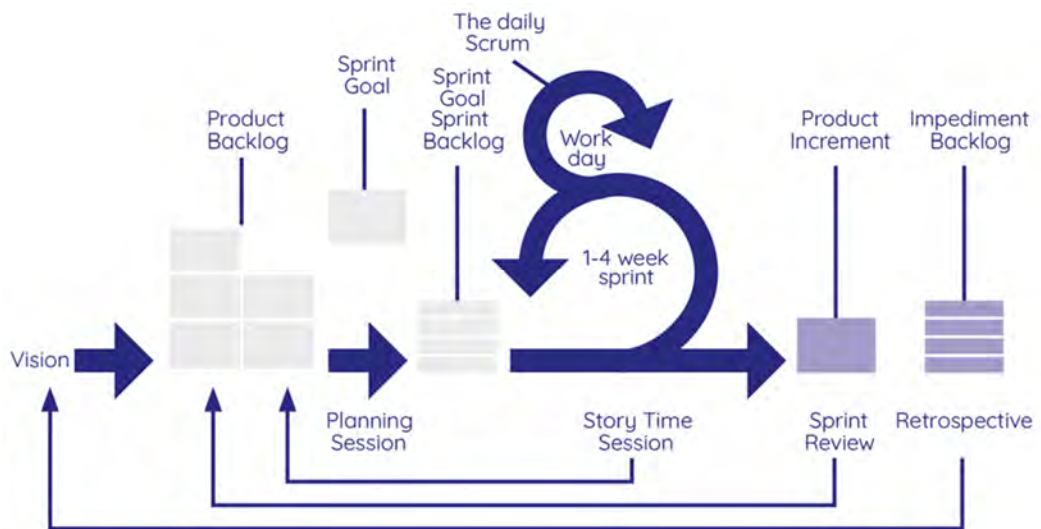 The daily
Scrum
Sprint
Goal
Sprint
Goal
Sprint
Backlog
Product
Backlog
Work
day
Product
Increment
Impediment
Backlog
1-4 week
sprint
Vision
Planning
Session
Story Time
Session
Sprint
Review
Retrospective